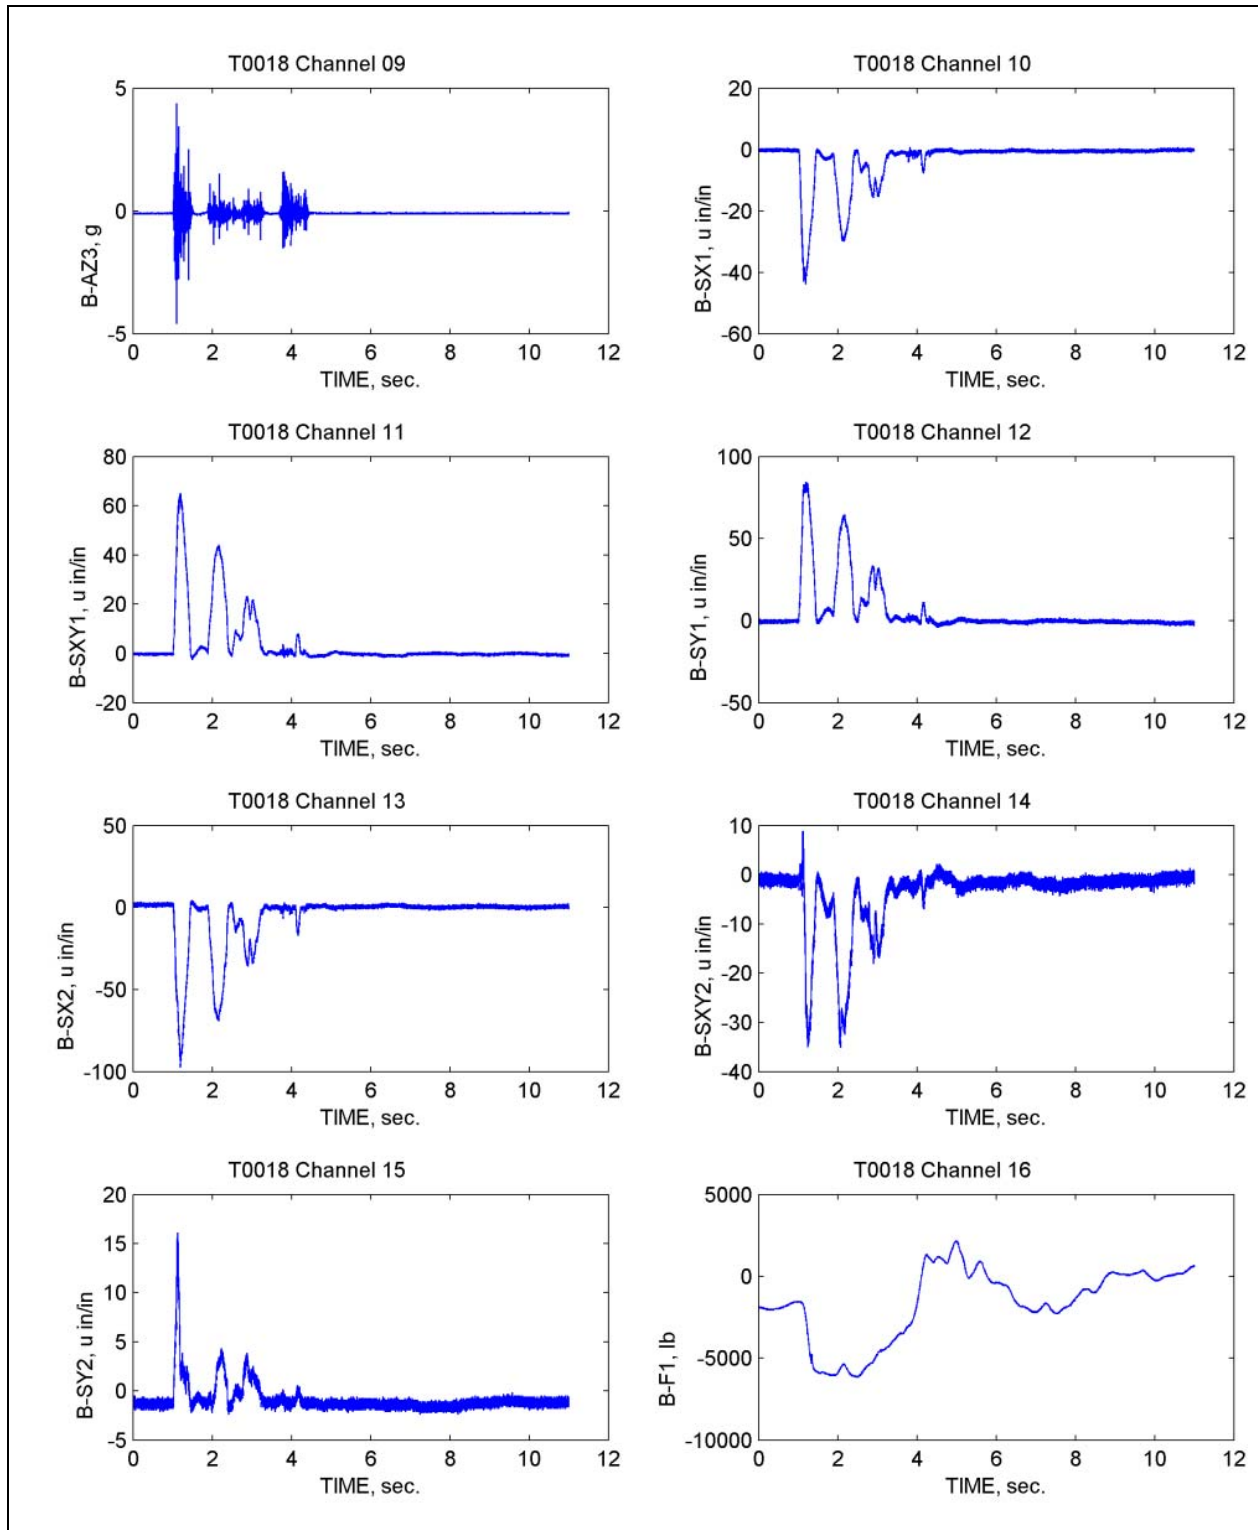 T0018 Channel 09
5
0
-5
B-AZ3, g
0 2 4 6 8 10 12
TIME, sec.
T0018 Channel 10
20
0
-20
-40
-60
B-SX1, u in/in
0 2 4 6 8 10 12
TIME, sec.
T0018 Channel 11
80
60
40
20
0
-20
B-SXY1, u in/in
0 2 4 6 8 10 12
TIME, sec.
T0018 Channel 12
100
50
0
-50
B-SY1, u in/in
0 2 4 6 8 10 12
TIME, sec.
T0018 Channel 13
50
0
-50
-100
B-SX2, u in/in
0 2 4 6 8 10 12
TIME, sec.
T0018 Channel 14
10
0
-10
-20
-30
-40
B-SXY2, u in/in
0 2 4 6 8 10 12
TIME, sec.
T0018 Channel 15
20
15
10
5
0
-5
B-SY2, u in/in
0 2 4 6 8 10 12
TIME, sec.
T0018 Channel 16
5000
0
-5000
-10000
B-F1, lb
0 2 4 6 8 10 12
TIME, sec.